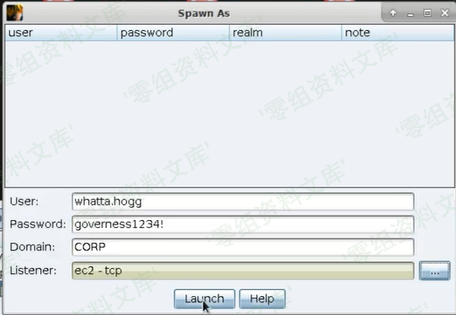 Spawn As
user password realm note
User: whatta.hogg
Password: governess1234!
Domain: CORP
Listener: ec2 - tcp ...
Launch Help
'零组资料文库'
'零组资料文库'
'零组资料文库'
'零组资料文库'